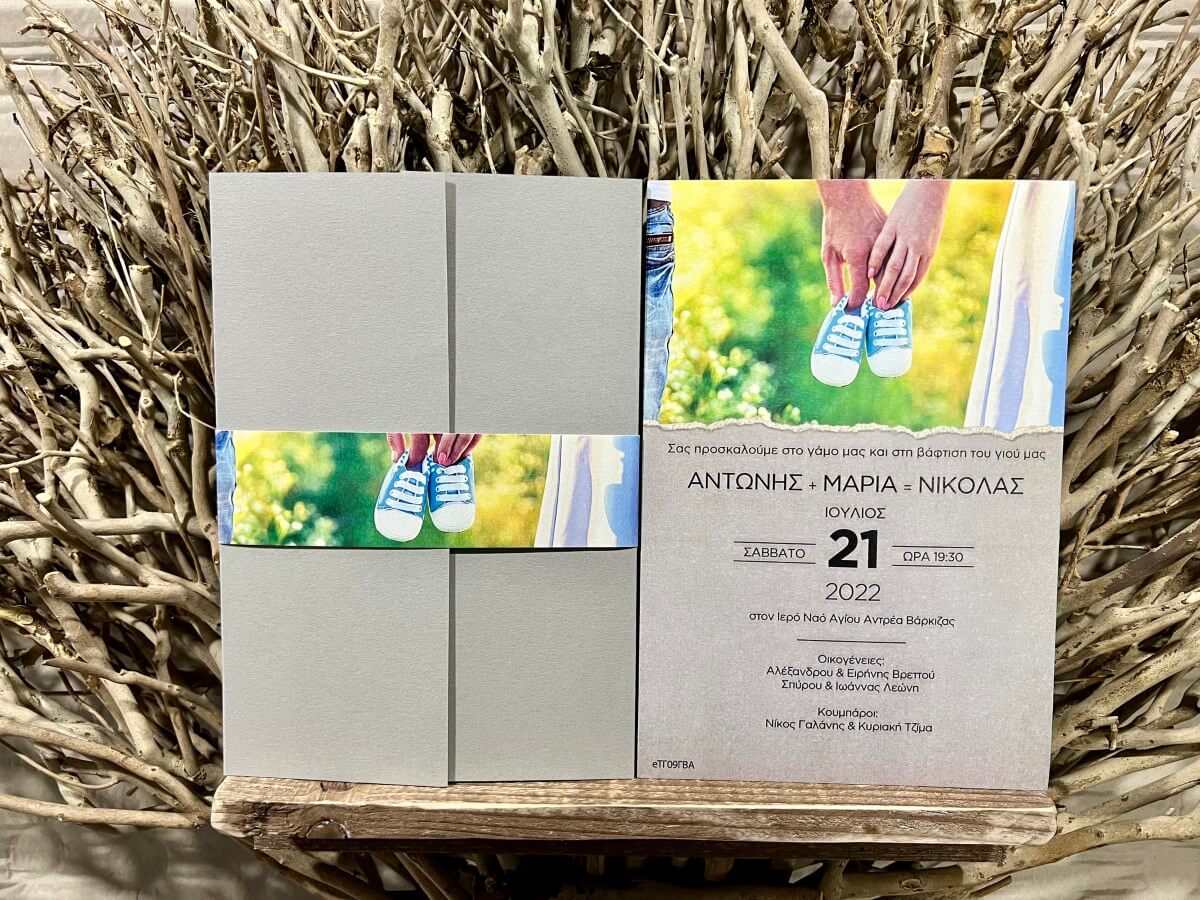 Σας προσκαλούμε στο γάμο μας και στη βάφτιση του γιού μας
ΑΝΤΩΝΗΣ + ΜΑΡΙΑ = ΝΙΚΟΛΑΣ
ΙΟΥΛΙΟΣ
ΣΑΒΒΑΤΟ 21 ΩΡΑ 19:30
2022
στον Ιερό Ναό Αγίου Αντρέα Βάρκιζας
Οικογένειες:
Αλέξανδρου & Ειρήνης Βρεττού
Σπύρου & Ιωάννας Λεώνη
Κουμπάροι:
Νίκος Γαλάνης & Κυριακή Τζίμα
eΤΓ09ΓΒΑ